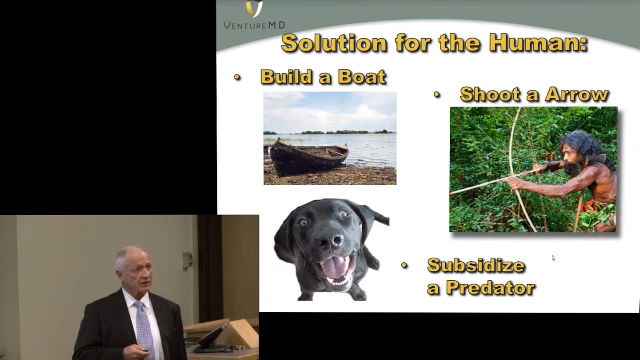 VENTUREMD
Solution for the Human:
• Build a Boat
• Shoot a Arrow
• Subsidize
a Predator